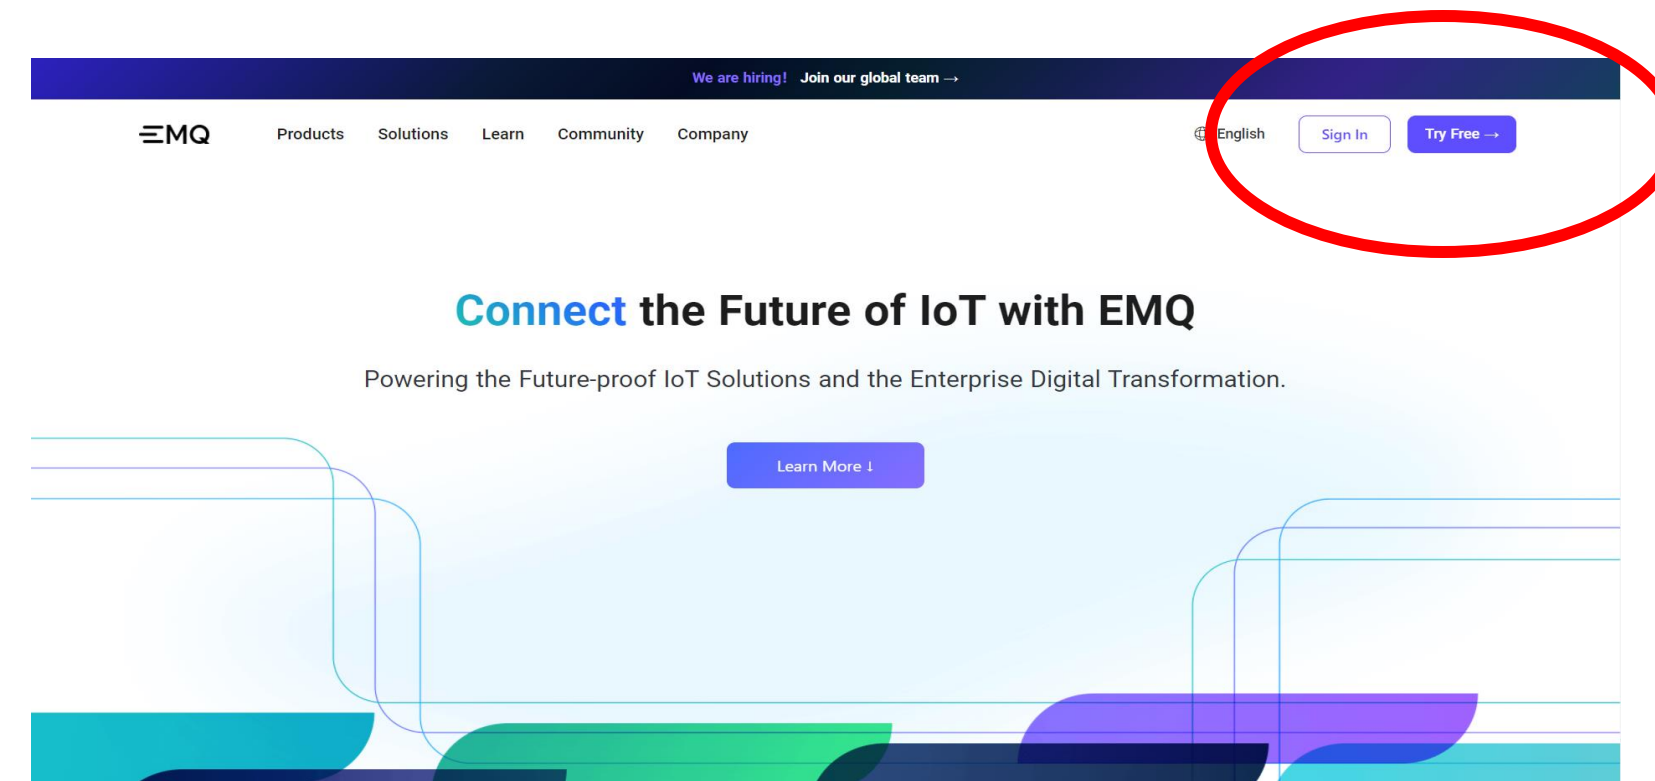 We are hiring! Join our global team →
EMQ Products Solutions Learn Community Company English Sign In Try Free →
Connect the Future of IoT with EMQ
Powering the Future-proof IoT Solutions and the Enterprise Digital Transformation.
Learn More ↓